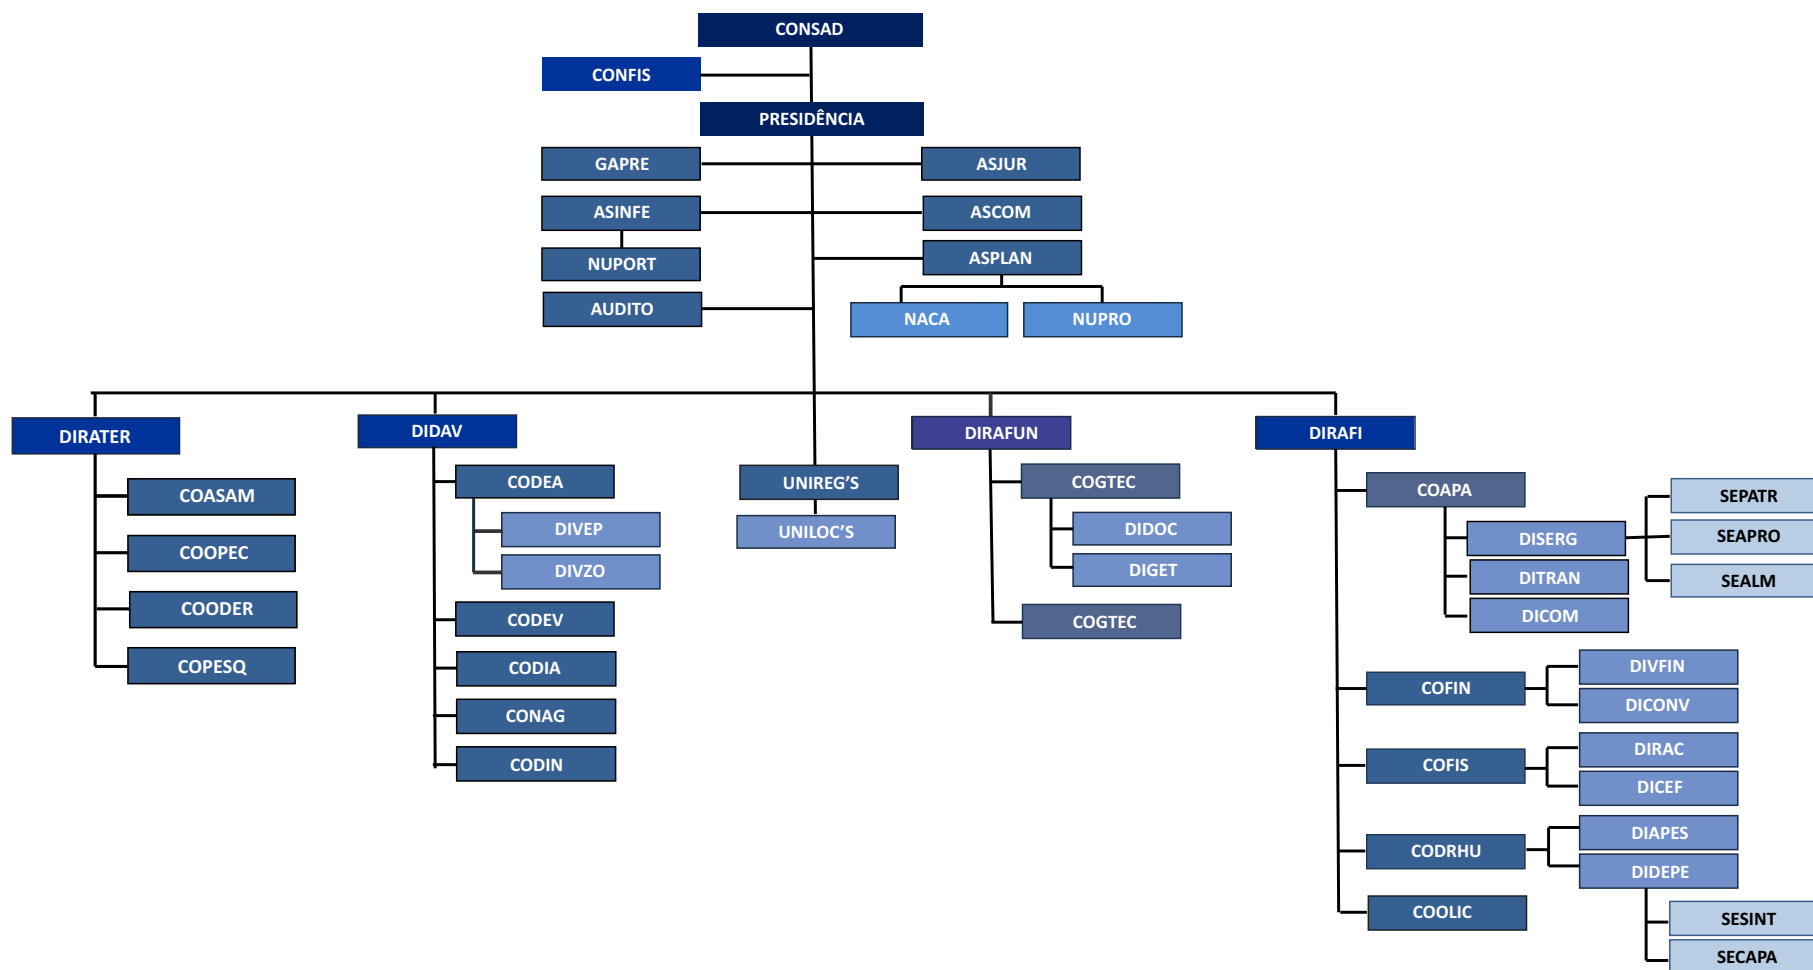 CONSAD
CONFIS
PRESIDÊNCIA
GAPRE
ASJUR
ASINFE
ASCOM
NUPORT
ASPLAN
AUDITO
NACA
NUPRO
DIRATER
COASAM
COOPEC
COODER
COPESQ
DIDAV
CODEA
DIVEP
DIVZO
CODEV
CODIA
CONAG
CODIN
UNIREG'S
UNILOC’S
DIRAFUN
COGTEC
DIDOC
DIGET
COGTEC
DIRAFI
COAPA
DISERG
SEPATR
SEAPRO
SEALM
DITRAN
DICOM
COFIN
DIVFIN
DICONV
COFIS
DIRAC
DICEF
CODRHU
DIAPES
DIDEPE
SESINT
SECAPA
COOLIC